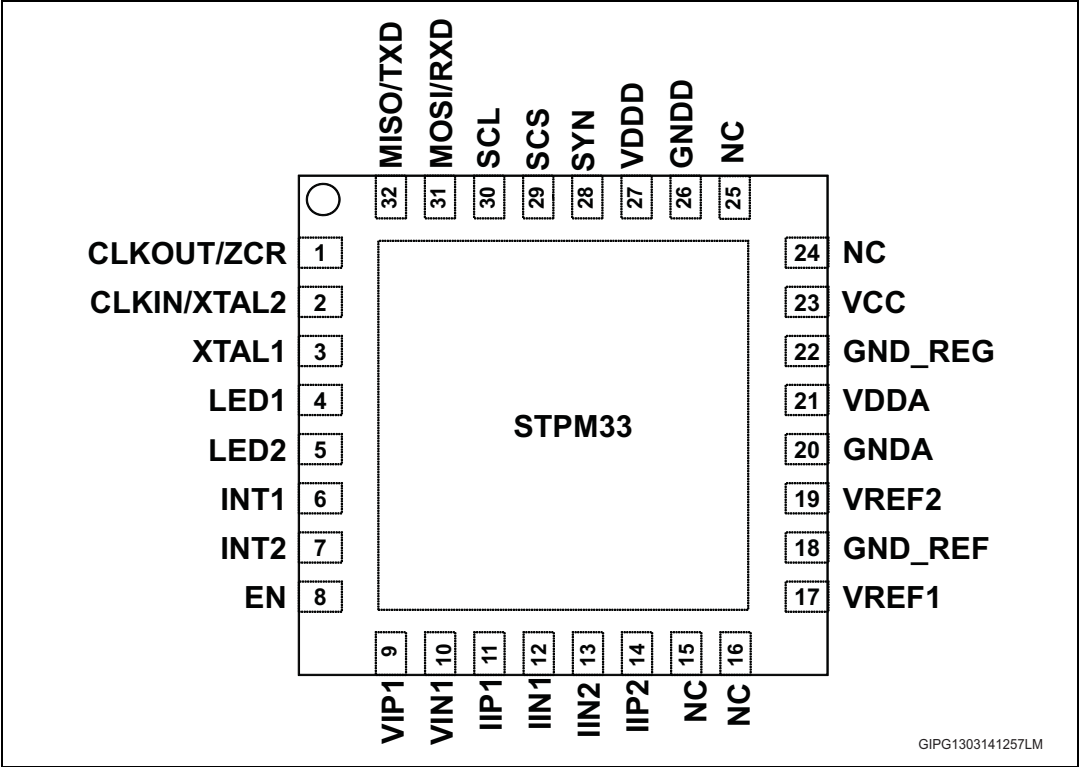 MISO/TXD
MOSI/RXD
SCL
SCS
SYN
VDDD
GNDD
NC
32
31
30
29
28
27
26
25
CLKOUT/ZCR 1
CLKIN/XTAL2 2
XTAL1 3
LED1 4
LED2 5
INT1 6
INT2 7
EN 8
STPM33
24 NC
23 VCC
22 GND_REG
21 VDDA
20 GNDA
19 VREF2
18 GND_REF
17 VREF1
9
10
11
12
13
14
15
16
VIP1
VIN1
IIP1
IIN1
IIN2
IIP2
NC
NC
GIPG1303141257LM